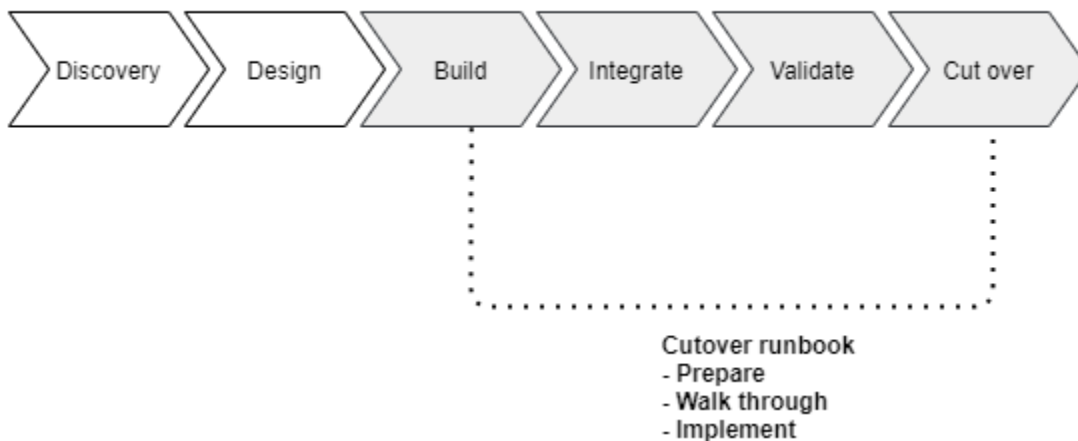 Discovery
Design
Build
Integrate
Validate
Cut over
Cutover runbook
- Prepare
- Walk through
- Implement